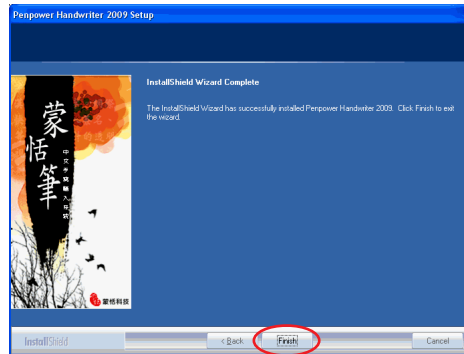 Penpower Handwriter 2009 Setup
InstallShield Wizard Complete
The InstallShield Wizard has successfully installed Penpower Handwriter 2009. Click Finish to exit
the wizard.
蒙恬筆
中文手寫輸入系統
蒙恬科技
InstallShield
< Back
Finish
Cancel